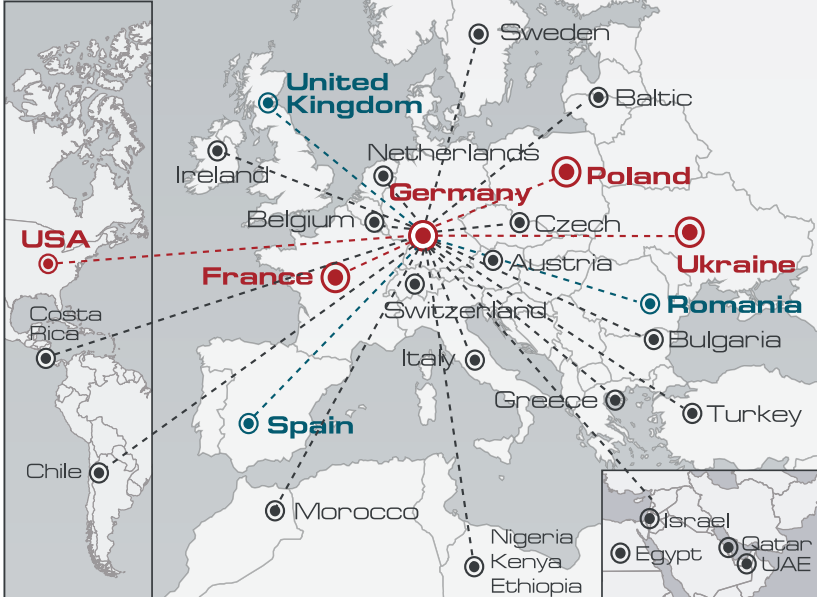 Sweden
United
Kingdom
Baltic
Netherlands
Ireland
Germany
Poland
Belgium
Czech
USA
Ukraine
Austria
France
Switzerland
Romania
Costa
Rica
Bulgaria
Italy
Greece
Turkey
Spain
Chile
Morocco
Israel
Nigeria
Kenya
Ethiopia
Egypt
Qatar
UAE